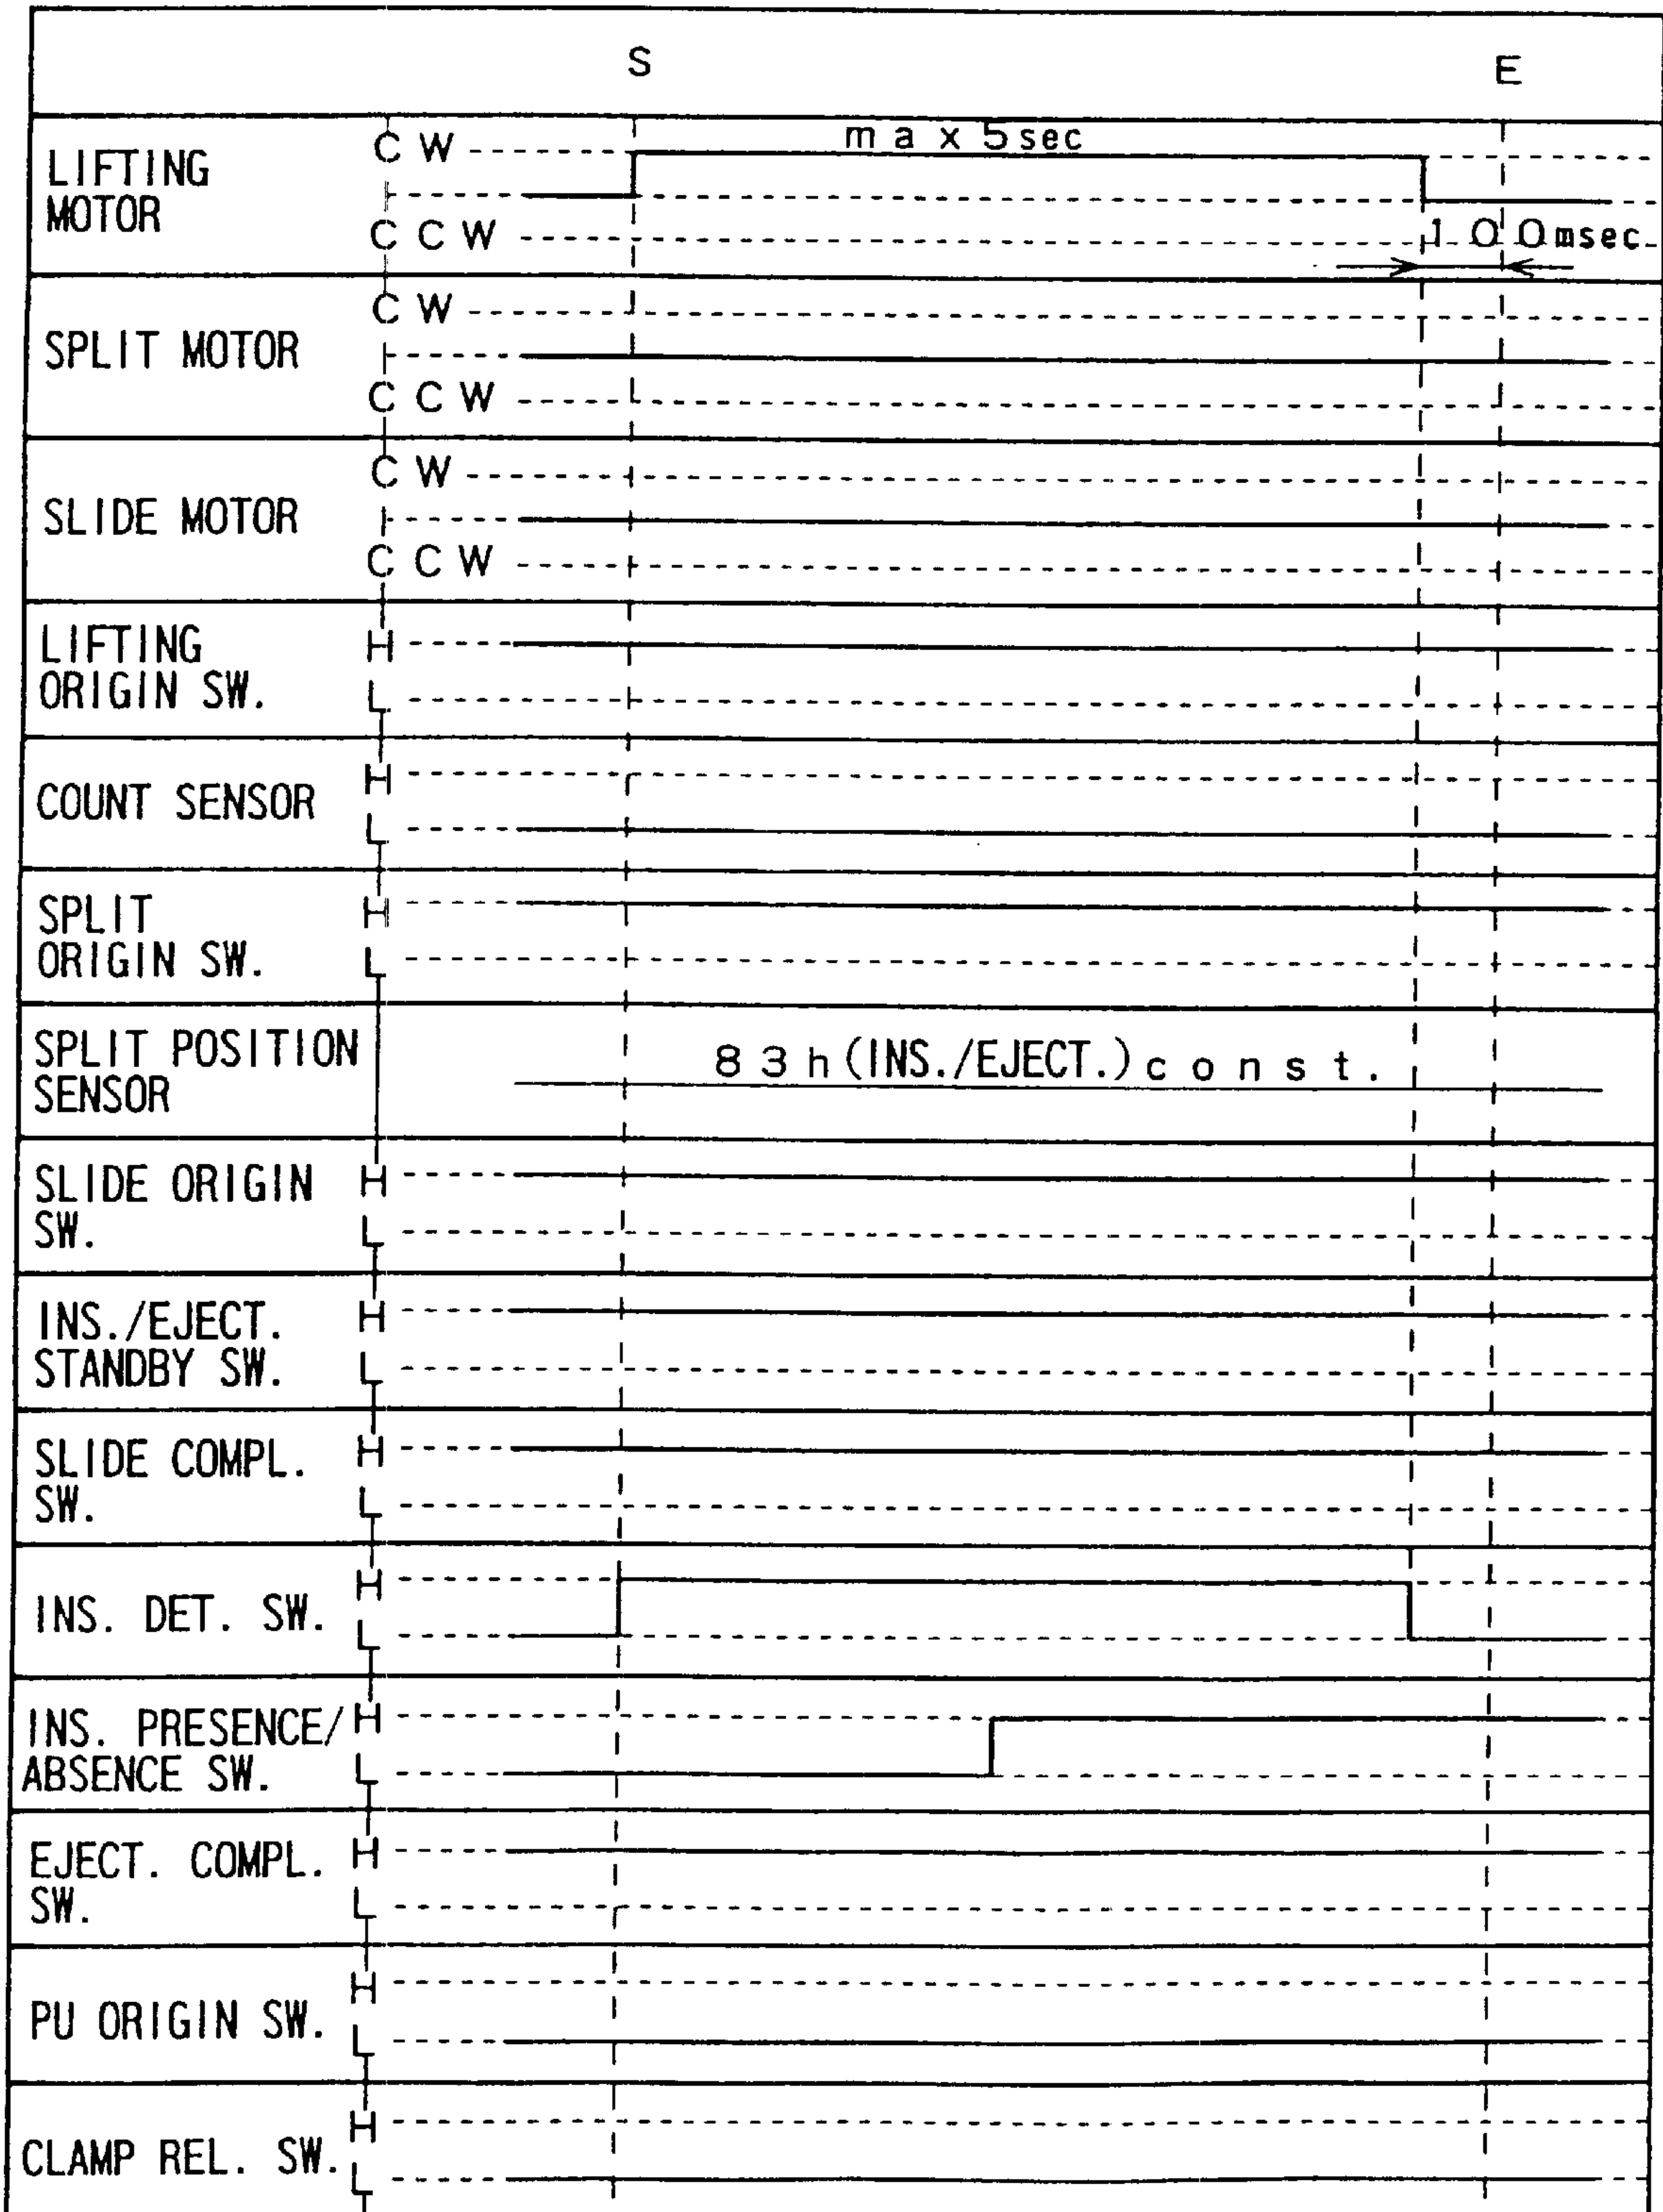 S E
LIFTING
MOTOR
CW
max 5sec
CCW
100msec
SPLIT MOTOR
CW
CCW
SLIDE MOTOR
CW
CCW
LIFTING
ORIGIN SW.
H
L
COUNT SENSOR
H
L
SPLIT
ORIGIN SW.
H
L
SPLIT POSITION
SENSOR
83h(INS./EJECT.)const.
SLIDE ORIGIN
SW.
H
L
INS./EJECT.
STANDBY SW.
H
L
SLIDE COMPL.
SW.
H
L
INS. DET. SW.
H
L
INS. PRESENCE/
ABSENCE SW.
H
L
EJECT. COMPL.
SW.
H
L
PU ORIGIN SW.
H
L
CLAMP REL. SW.
H
L